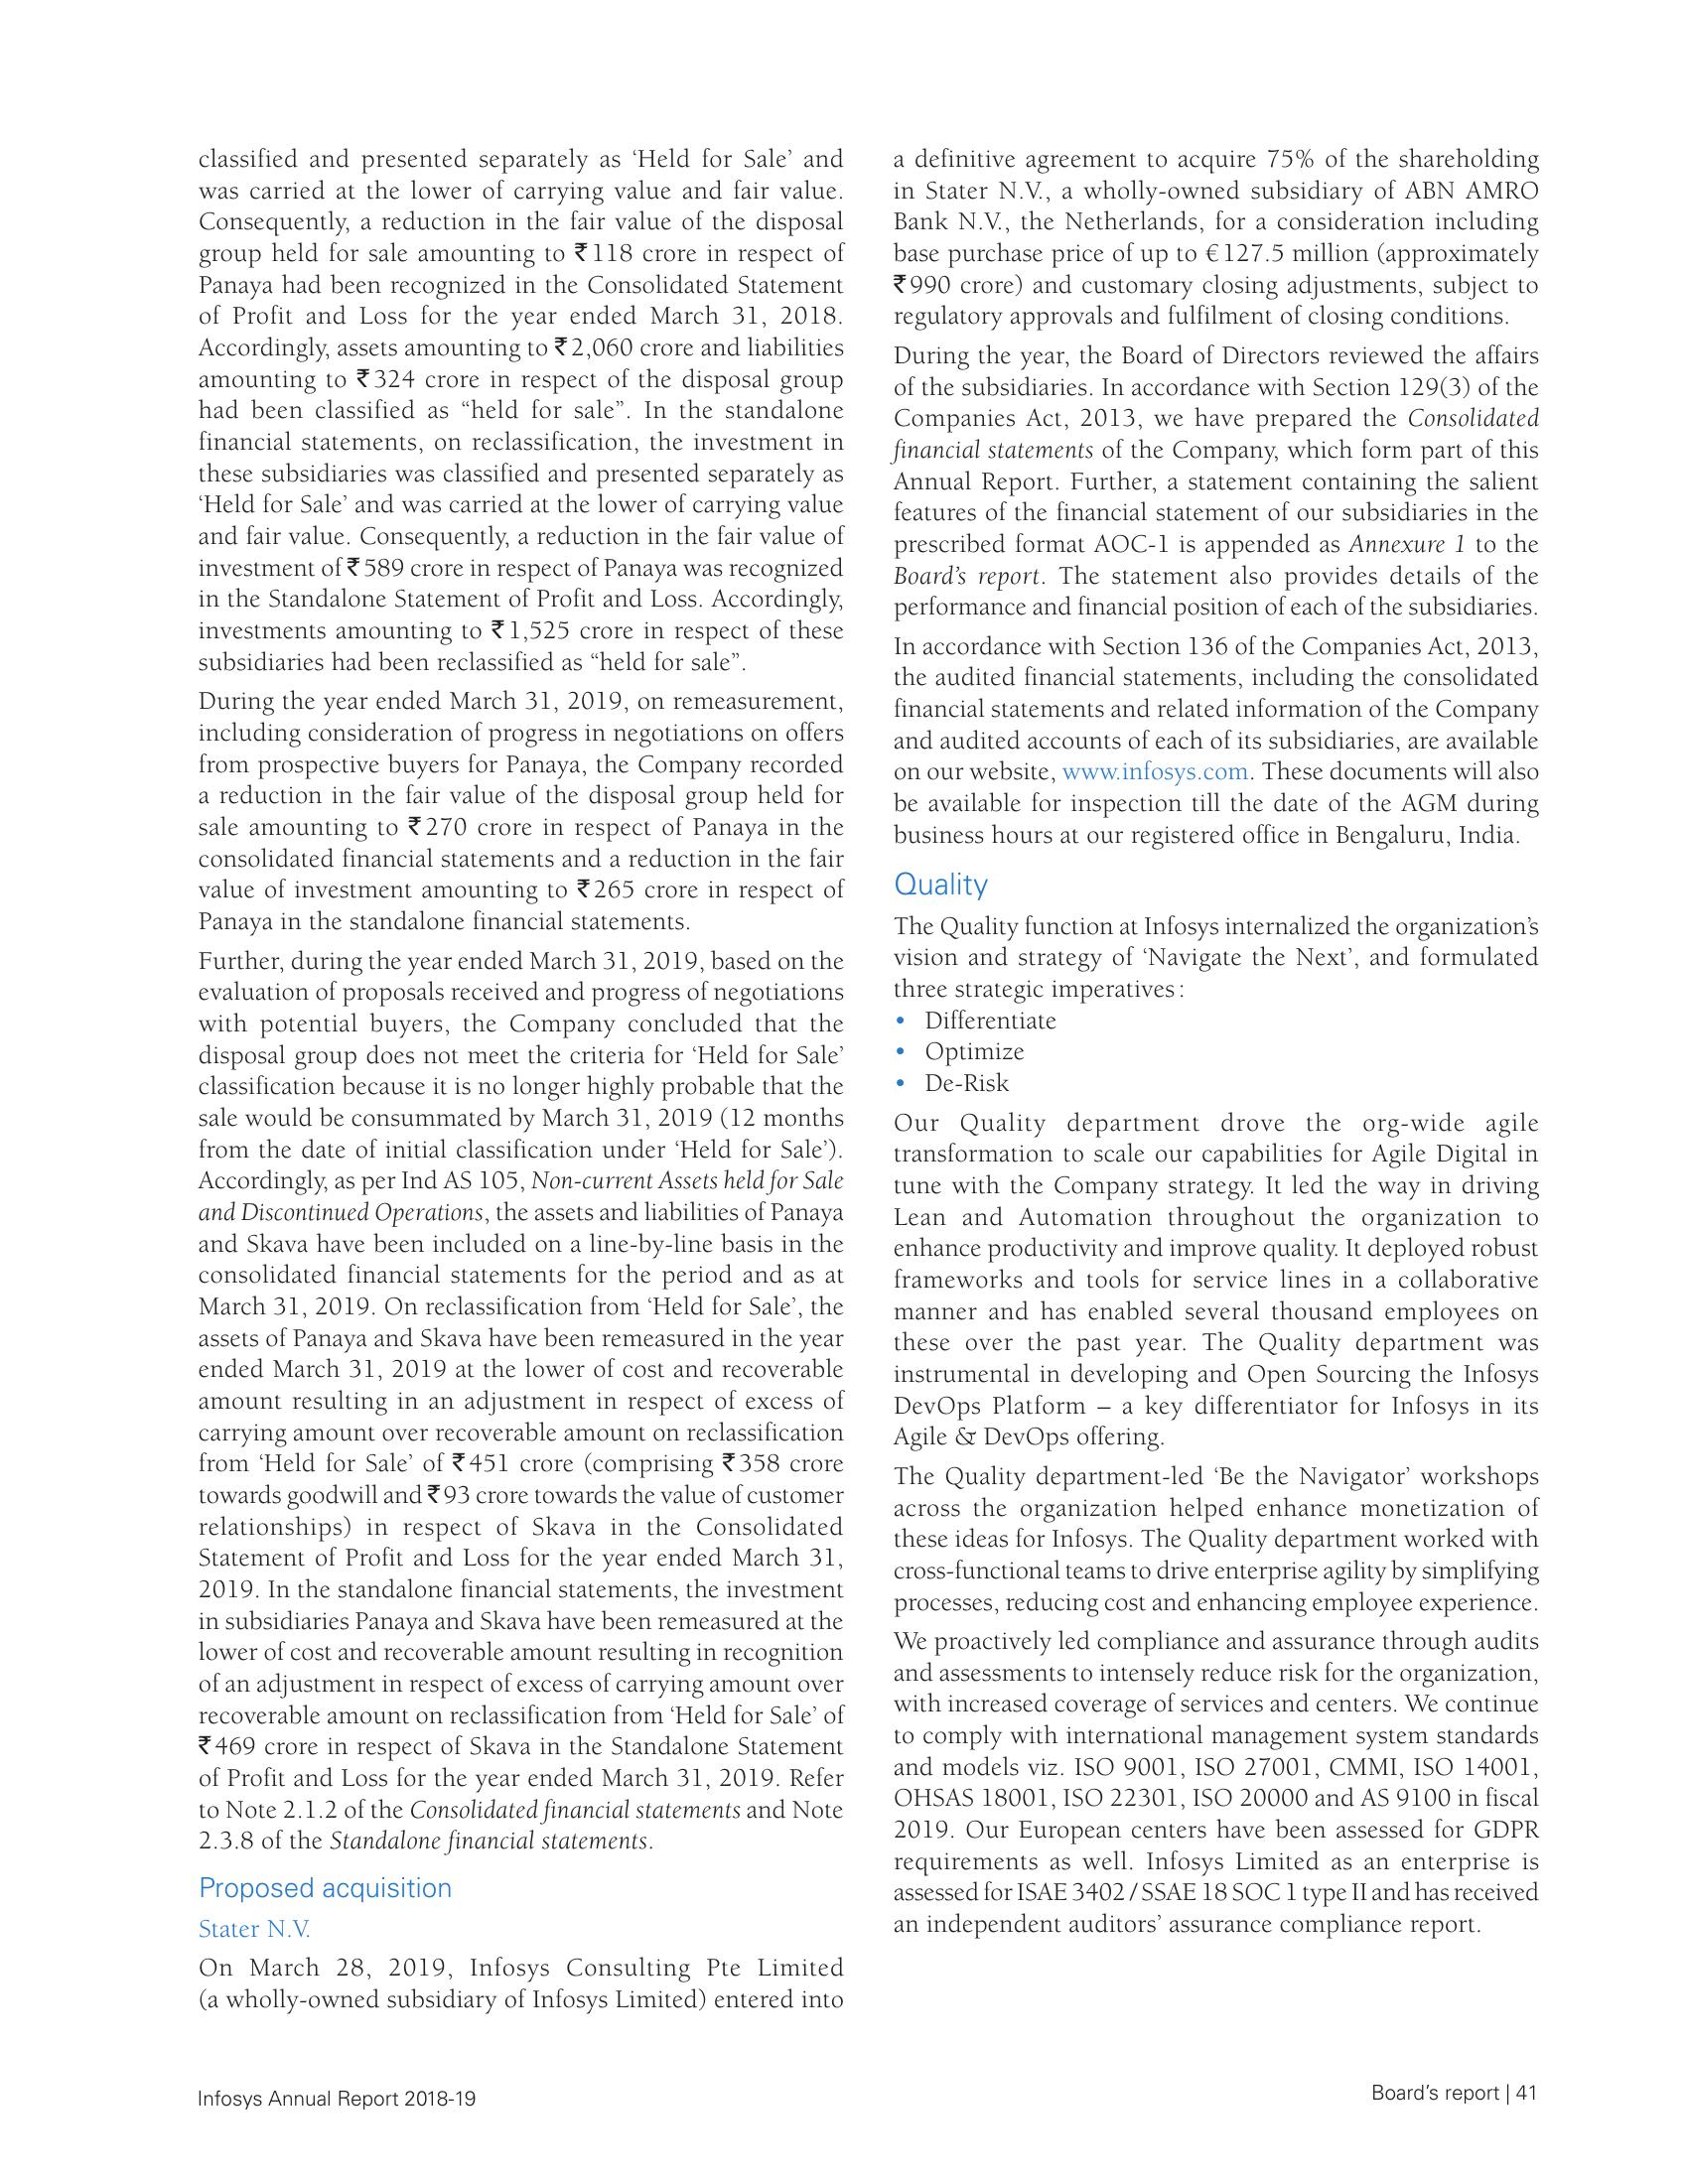 classified and presented separately as ‘Held for Sale’ and
was carried at the lower of carrying value and fair value.
Consequently, a reduction in the fair value of the disposal
group held for sale amounting to ₹118 crore in respect of
Panaya had been recognized in the Consolidated Statement
of Profit and Loss for the year ended March 31, 2018.
Accordingly, assets amounting to ₹2,060 crore and liabilities
amounting to ₹324 crore in respect of the disposal group
had been classified as “held for sale”. In the standalone
financial statements, on reclassification, the investment in
these subsidiaries was classified and presented separately as
‘Held for Sale’ and was carried at the lower of carrying value
and fair value. Consequently, a reduction in the fair value of
investment of ₹589 crore in respect of Panaya was recognized
in the Standalone Statement of Profit and Loss. Accordingly,
investments amounting to ₹1,525 crore in respect of these
subsidiaries had been reclassified as “held for sale”.
During the year ended March 31, 2019, on remeasurement,
including consideration of progress in negotiations on offers
from prospective buyers for Panaya, the Company recorded
a reduction in the fair value of the disposal group held for
sale amounting to ₹270 crore in respect of Panaya in the
consolidated financial statements and a reduction in the fair
value of investment amounting to ₹265 crore in respect of
Panaya in the standalone financial statements.
Further, during the year ended March 31, 2019, based on the
evaluation of proposals received and progress of negotiations
with potential buyers, the Company concluded that the
disposal group does not meet the criteria for ‘Held for Sale’
classification because it is no longer highly probable that the
sale would be consummated by March 31, 2019 (12 months
from the date of initial classification under ‘Held for Sale’).
Accordingly, as per Ind AS 105, Non-current Assets held for Sale
and Discontinued Operations, the assets and liabilities of Panaya
and Skava have been included on a line-by-line basis in the
consolidated financial statements for the period and as at
March 31, 2019. On reclassification from ‘Held for Sale’, the
assets of Panaya and Skava have been remeasured in the year
ended March 31, 2019 at the lower of cost and recoverable
amount resulting in an adjustment in respect of excess of
carrying amount over recoverable amount on reclassification
from ‘Held for Sale’ of ₹451 crore (comprising ₹358 crore
towards goodwill and ₹93 crore towards the value of customer
relationships) in respect of Skava in the Consolidated
Statement of Profit and Loss for the year ended March 31,
2019. In the standalone financial statements, the investment
in subsidiaries Panaya and Skava have been remeasured at the
lower of cost and recoverable amount resulting in recognition
of an adjustment in respect of excess of carrying amount over
recoverable amount on reclassification from ‘Held for Sale’ of
₹469 crore in respect of Skava in the Standalone Statement
of Profit and Loss for the year ended March 31, 2019. Refer
to Note 2.1.2 of the Consolidated financial statements and Note
2.3.8 of the Standalone financial statements.
Proposed acquisition
Stater N.V.
On March 28, 2019, Infosys Consulting Pte Limited
(a wholly-owned subsidiary of Infosys Limited) entered into
a definitive agreement to acquire 75% of the shareholding
in Stater N.V., a wholly-owned subsidiary of ABN AMRO
Bank N.V., the Netherlands, for a consideration including
base purchase price of up to €127.5 million (approximately
₹990 crore) and customary closing adjustments, subject to
regulatory approvals and fulfilment of closing conditions.
During the year, the Board of Directors reviewed the affairs
of the subsidiaries. In accordance with Section 129(3) of the
Companies Act, 2013, we have prepared the Consolidated
financial statements of the Company, which form part of this
Annual Report. Further, a statement containing the salient
features of the financial statement of our subsidiaries in the
prescribed format AOC-1 is appended as Annexure 1 to the
Board’s report. The statement also provides details of the
performance and financial position of each of the subsidiaries.
In accordance with Section 136 of the Companies Act, 2013,
the audited financial statements, including the consolidated
financial statements and related information of the Company
and audited accounts of each of its subsidiaries, are available
on our website, www.infosys.com. These documents will also
be available for inspection till the date of the AGM during
business hours at our registered office in Bengaluru, India.
Quality
The Quality function at Infosys internalized the organization’s
vision and strategy of ‘Navigate the Next’, and formulated
three strategic imperatives:
• Differentiate
• Optimize
• De-Risk
Our Quality department drove the org-wide agile
transformation to scale our capabilities for Agile Digital in
tune with the Company strategy. It led the way in driving
Lean and Automation throughout the organization to
enhance productivity and improve quality. It deployed robust
frameworks and tools for service lines in a collaborative
manner and has enabled several thousand employees on
these over the past year. The Quality department was
instrumental in developing and Open Sourcing the Infosys
DevOps Platform – a key differentiator for Infosys in its
Agile & DevOps offering.
The Quality department-led ‘Be the Navigator’ workshops
across the organization helped enhance monetization of
these ideas for Infosys. The Quality department worked with
cross-functional teams to drive enterprise agility by simplifying
processes, reducing cost and enhancing employee experience.
We proactively led compliance and assurance through audits
and assessments to intensely reduce risk for the organization,
with increased coverage of services and centers. We continue
to comply with international management system standards
and models viz. ISO 9001, ISO 27001, CMMI, ISO 14001,
OHSAS 18001, ISO 22301, ISO 20000 and AS 9100 in fiscal
2019. Our European centers have been assessed for GDPR
requirements as well. Infosys Limited as an enterprise is
assessed for ISAE 3402 / SSAE 18 SOC 1 type II and has received
an independent auditors’ assurance compliance report.
Infosys Annual Report 2018-19
Board’s report | 41